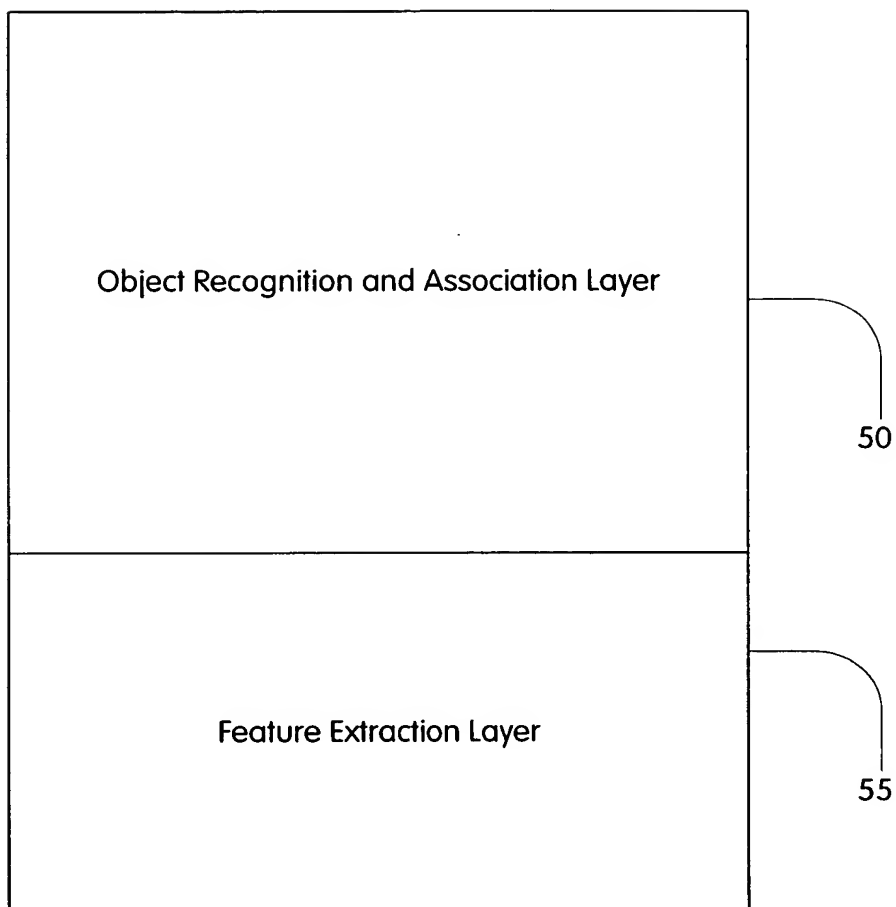 Object Recognition and Association Layer
50
Feature Extraction Layer
55